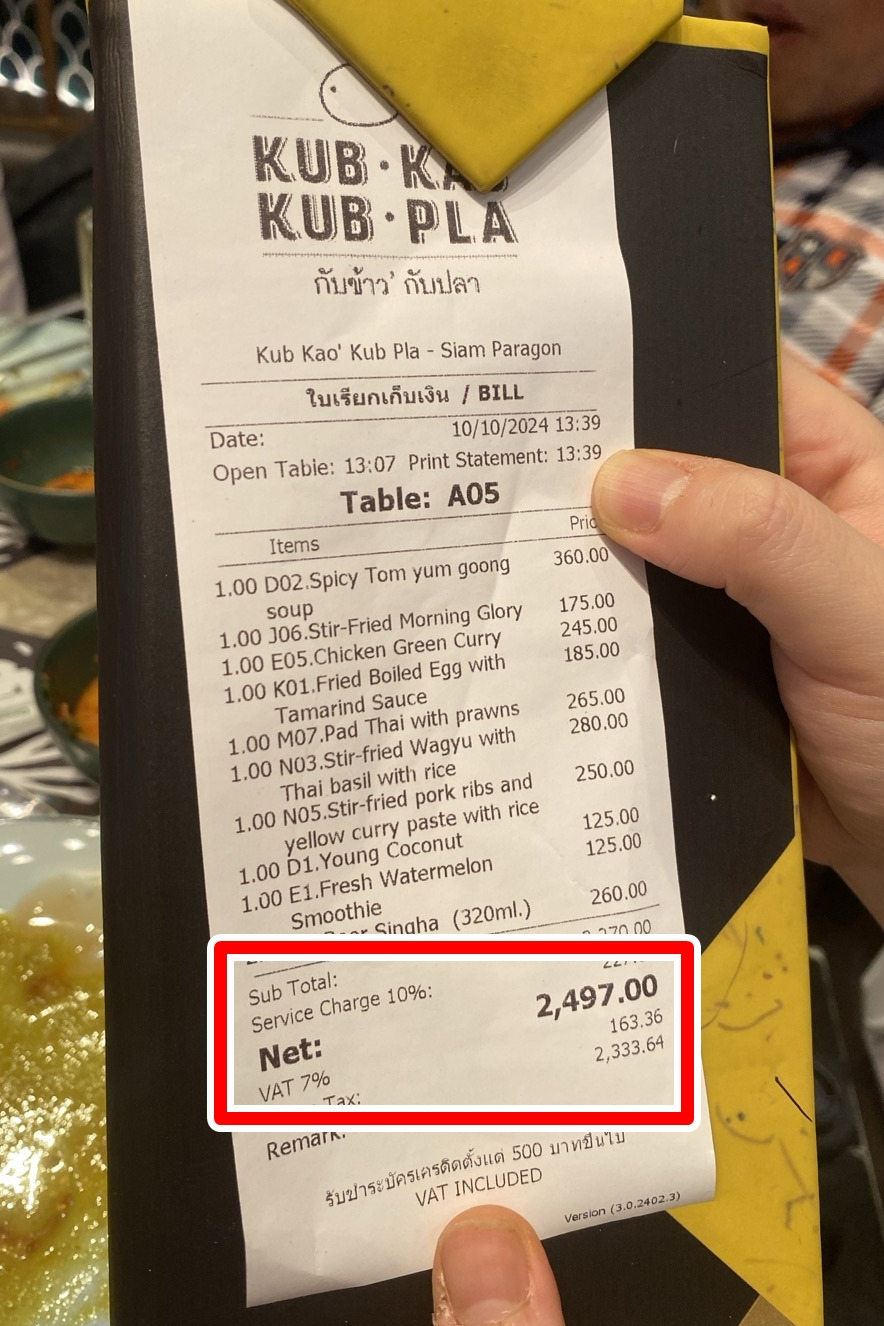 KUB·K
KUB·PLA
กับข้าว' กับปลา
Kub Kao' Kub Pla - Siam Paragon
ใบเรียกเก็บเงิน / BILL
Date: 10/10/2024 13:39
Open Table: 13:07 Print Statement: 13:39
Table: A05
Items Pric
1.00 D02.Spicy Tom yum goong 360.00
soup
1.00 J06.Stir-Fried Morning Glory 175.00
1.00 E05.Chicken Green Curry 245.00
1.00 K01.Fried Boiled Egg with 185.00
Tamarind Sauce
1.00 M07.Pad Thai with prawns 265.00
1.00 N03.Stir-fried Wagyu with 280.00
Thai basil with rice
1.00 N05.Stir-fried pork ribs and 250.00
yellow curry paste with rice
1.00 D1.Young Coconut 125.00
1.00 E1.Fresh Watermelon 125.00
Smoothie
Singha (320ml.) 260.00
Sub Total:
Service Charge 10%:
Net: 2,497.00
VAT 7% 163.36
Tax: 2,333.64
Remark:
รับชำระบัตรเครดิตตั้งแต่ 500 บาทขึ้นไป
VAT INCLUDED
Version (3.0.2402.3)